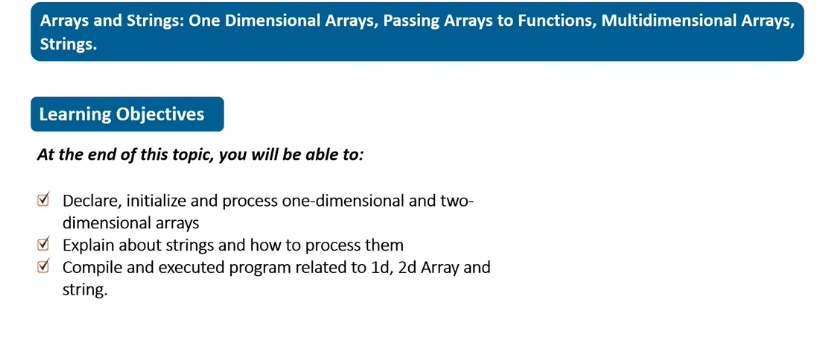 Arrays and Strings: One Dimensional Arrays, Passing Arrays to Functions, Multidimensional Arrays,
Strings.
Learning Objectives
At the end of this topic, you will be able to:
Declare, initialize and process one-dimensional and two-
dimensional arrays
Explain about strings and how to process them
Compile and executed program related to 1d, 2d Array and
string.